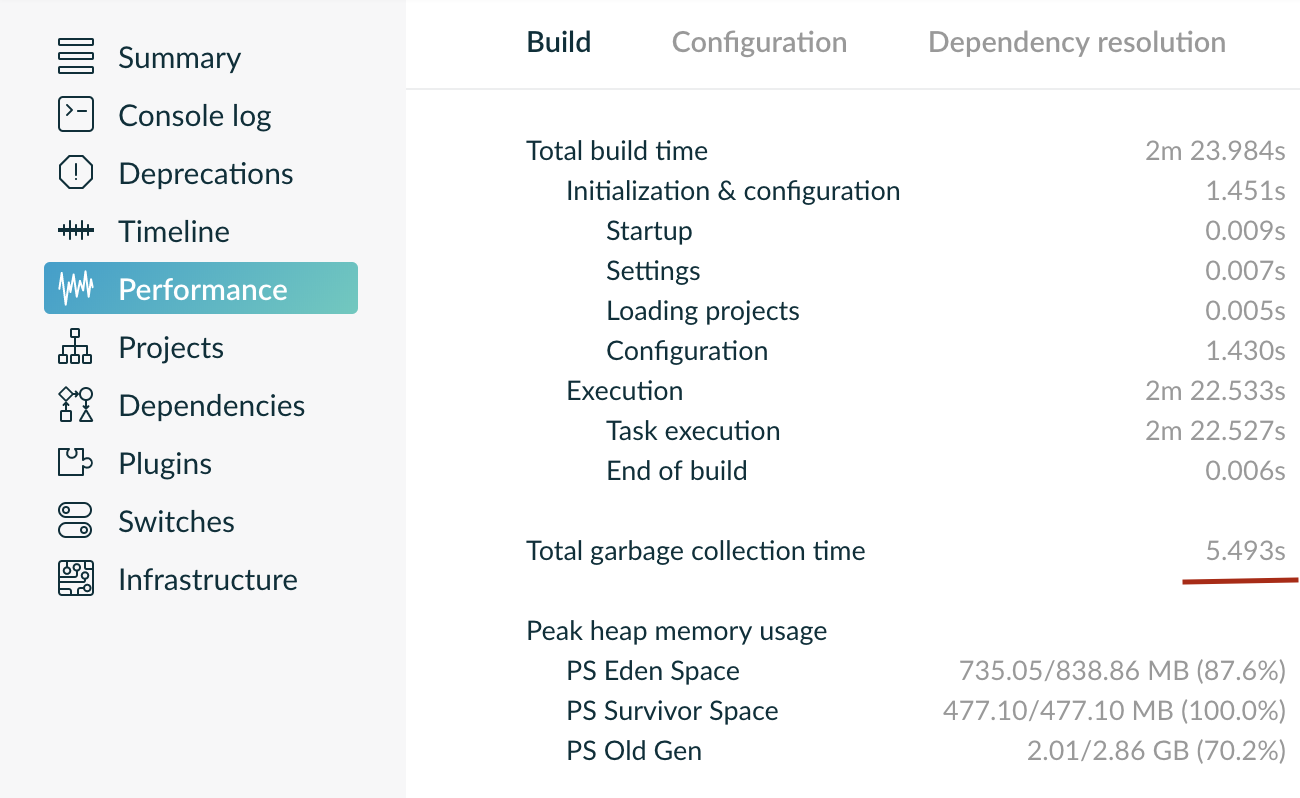 Summary
Console log
Deprecations
Timeline
Performance
Projects
Dependencies
Plugins
Switches
Infrastructure
Build Configuration Dependency resolution
Total build time 2m 23.984s
Initialization & configuration 1.451s
Startup 0.009s
Settings 0.007s
Loading projects 0.005s
Configuration 1.430s
Execution 2m 22.533s
Task execution 2m 22.527s
End of build 0.006s
Total garbage collection time 5.493s
Peak heap memory usage
PS Eden Space 735.05/838.86 MB (87.6%)
PS Survivor Space 477.10/477.10 MB (100.0%)
PS Old Gen 2.01/2.86 GB (70.2%)